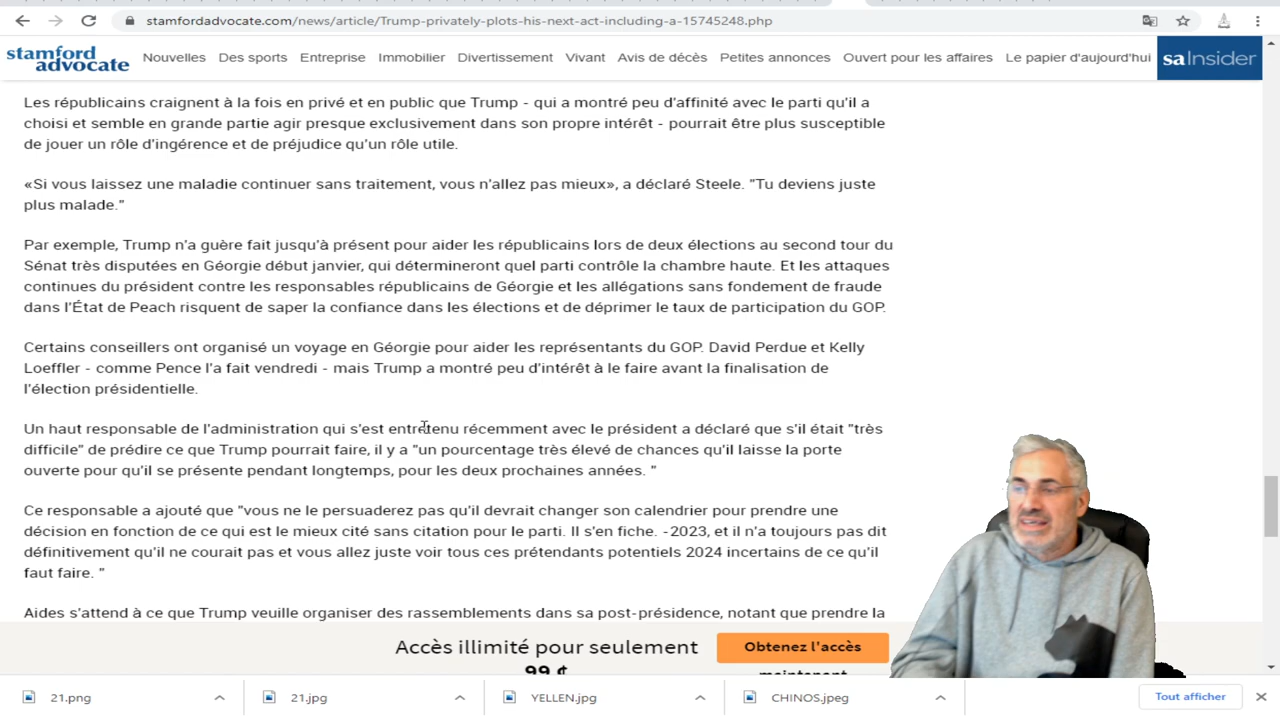 stamfordadvocate.com/news/article/Trump-privately-plots-his-next-act-including-a-15745248.php
stamford
advocate
Nouvelles Des sports Entreprise Immobilier Divertissement Vivant Avis de décès Petites annonces Ouvert pour les affaires Le papier d'aujourd'hui
saInsider
Les républicains craignent à la fois en privé et en public que Trump - qui a montré peu d'affinité avec le parti qu'il a
choisi et semble en grande partie agir presque exclusivement dans son propre intérêt - pourrait être plus susceptible
de jouer un rôle d'ingérence et de préjudice qu'un rôle utile.
«Si vous laissez une maladie continuer sans traitement, vous n'allez pas mieux», a déclaré Steele. "Tu deviens juste
plus malade."
Par exemple, Trump n'a guère fait jusqu'à présent pour aider les républicains lors de deux élections au second tour du
Sénat très disputées en Géorgie début janvier, qui détermineront quel parti contrôle la chambre haute. Et les attaques
continues du président contre les responsables républicains de Géorgie et les allégations sans fondement de fraude
dans l'État de Peach risquent de saper la confiance dans les élections et de déprimer le taux de participation du GOP.
Certains conseillers ont organisé un voyage en Géorgie pour aider les représentants du GOP. David Perdue et Kelly
Loeffler - comme Pence l'a fait vendredi - mais Trump a montré peu d'intérêt à le faire avant la finalisation de
l'élection présidentielle.
Un haut responsable de l'administration qui s'est entretenu récemment avec le président a déclaré que s'il était "très
difficile" de prédire ce que Trump pourrait faire, il y a "un pourcentage très élevé de chances qu'il laisse la porte
ouverte pour qu'il se présente pendant longtemps, pour les deux prochaines années. "
Ce responsable a ajouté que "vous ne le persuaderez pas qu'il devrait changer son calendrier pour prendre une
décision en fonction de ce qui est le mieux cité sans citation pour le parti. Il s'en fiche. -2023, et il n'a toujours pas dit
définitivement qu'il ne courait pas et vous allez juste voir tous ces prétendants potentiels 2024 incertains de ce qu'il
faut faire. "
Aides s'attend à ce que Trump veuille organiser des rassemblements dans sa post-présidence, notant que prendre la
Accès illimité pour seulement
99 ¢
Obtenez l'accès
maintenant
21.png
21.jpg
YELLEN.jpg
CHINOS.jpeg
Tout afficher